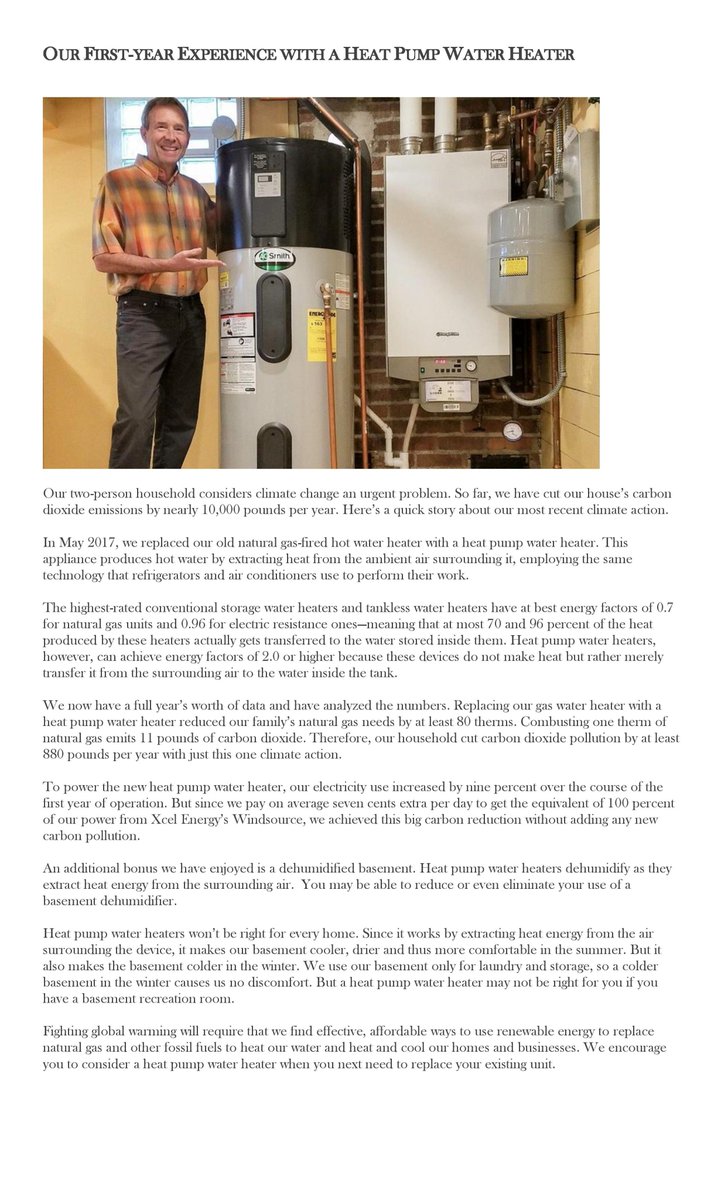 OUR FIRST-YEAR EXPERIENCE WITH A HEAT PUMP WATER HEATER
Smith
Our two-person household considers climate change an urgent problem. So far, we have cut our house's carbon
dioxide emissions by nearly 10,000 pounds per year. Here's a quick story about our most recent climate action.
In May 2017, we replaced our old natural gas-fired hot water heater with a heat pump water heater. This
appliance produces hot water by extracting heat from the ambient air surrounding it, employing the same
technology that refrigerators and air conditioners use to perform their work.
The highest-rated conventional storage water heaters and tankless water heaters have at best energy factors of 0.7
for natural gas units and 0.96 for electric resistance ones—meaning that at most 70 and 96 percent of the heat
produced by these heaters actually gets transferred to the water stored inside them. Heat pump water heaters,
however, can achieve energy factors of 2.0 or higher because these devices do not make heat but rather merely
transfer it from the surrounding air to the water inside the tank.
We now have a full year's worth of data and have analyzed the numbers. Replacing our gas water heater with a
heat pump water heater reduced our family's natural gas needs by at least 80 therms. Combusting one therm of
natural gas emits 11 pounds of carbon dioxide. Therefore, our household cut carbon dioxide pollution by at least
880 pounds per year with just this one climate action.
To power the new heat pump water heater, our electricity use increased by nine percent over the course of the
first year of operation. But since we pay on average seven cents extra per day to get the equivalent of 100 percent
of our power from Xcel Energy's Windsource, we achieved this big carbon reduction without adding any new
carbon pollution.
An additional bonus we have enjoyed is a dehumidified basement. Heat pump water heaters dehumidify as they
extract heat energy from the surrounding air.  You may be able to reduce or even eliminate your use of a
basement dehumidifier.
Heat pump water heaters won't be right for every home. Since it works by extracting heat energy from the air
surrounding the device, it makes our basement cooler, drier and thus more comfortable in the summer. But it
also makes the basement colder in the winter. We use our basement only for laundry and storage, so a colder
basement in the winter causes us no discomfort. But a heat pump water heater may not be right for you if you
have a basement recreation room.
Fighting global warming will require that we find effective, affordable ways to use renewable energy to replace
natural gas and other fossil fuels to heat our water and heat and cool our homes and businesses. We encourage
you to consider a heat pump water heater when you next need to replace your existing unit.